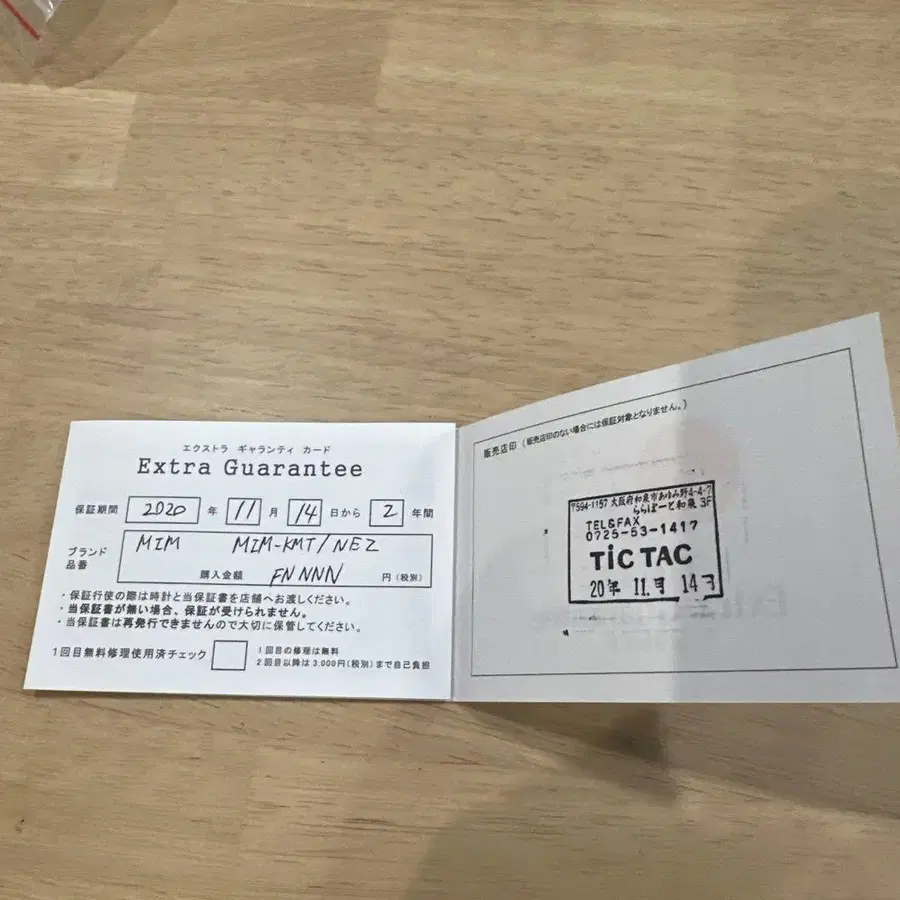 エクストラ ギャランティ カード
Extra Guarantee
保証期間 2020 年 11 月 14 日から 2 年間
ブランド 品番 MIM MIM-KMT/NEZ
購入金額 FN NNN 円(税別)
・保証行使の際は時計と当保証書を店舗へお渡しください。
・当保証書が無い場合、保証が受けられません。
・当保証書は再発行できませんので大切に保管してください。
1回目無料修理使用済チェック
1回目の修理は無料
2回目以降は3,000円(税別)まで自己負担
販売店印(販売店印のない場合には保証対象となりません。)
〒594-1157 大阪府和泉市あゆみ野4-4-7
ららぽーと和泉 3F
TEL&FAX
0725-53-1417
TiCTAC
20年 11月 14日